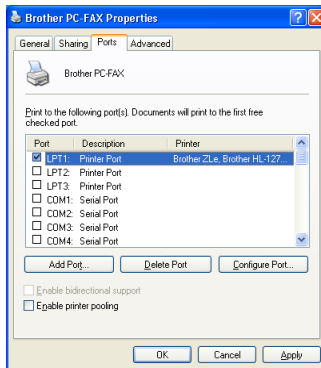 Brother PC-FAX Properties
General Sharing Ports Advanced
Brother PC-FAX
Print to the following port(s). Documents will print to the first free
checked port.
Port Description Printer
LPT1: Printer Port Brother ZLe, Brother HL-127...
LPT2: Printer Port
LPT3: Printer Port
COM1: Serial Port
COM2: Serial Port
COM3: Serial Port
COM4: Serial Port
Add Port... Delete Port Configure Port...
Enable bidirectional support
Enable printer pooling
OK Cancel Apply